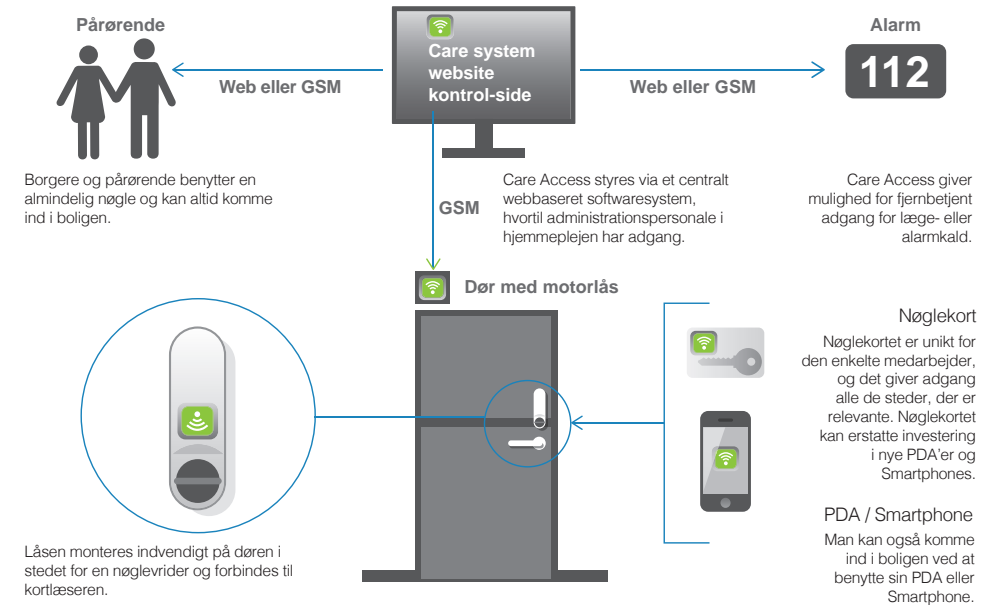 Pårørende
Care system
website
kontrol-side
Alarm
112
Web eller GSM
Web eller GSM
Borgere og pårørende benytter en
almindelig nøgle og kan altid komme
ind i boligen.
GSM
Care Access styres via et centralt
webbaseret softwaresystem,
hvortil administrationspersonale i
hjemmeplejen har adgang.
Care Access giver
mulighed for fjernbetjent
adgang for læge- eller
alarmkald.
Dør med motorlås
Nøglekort
Nøglekortet er unikt for
den enkelte medarbejder,
og det giver adgang
alle de steder, der er
relevante. Nøglekortet
kan erstatte investering
i nye PDA'er og
Smartphones.
PDA / Smartphone
Man kan også komme
ind i boligen ved at
benytte sin PDA eller
Smartphone.
Låsen monteres indvendigt på døren i
stedet for en nøglevrider og forbindes til
kortlæseren.